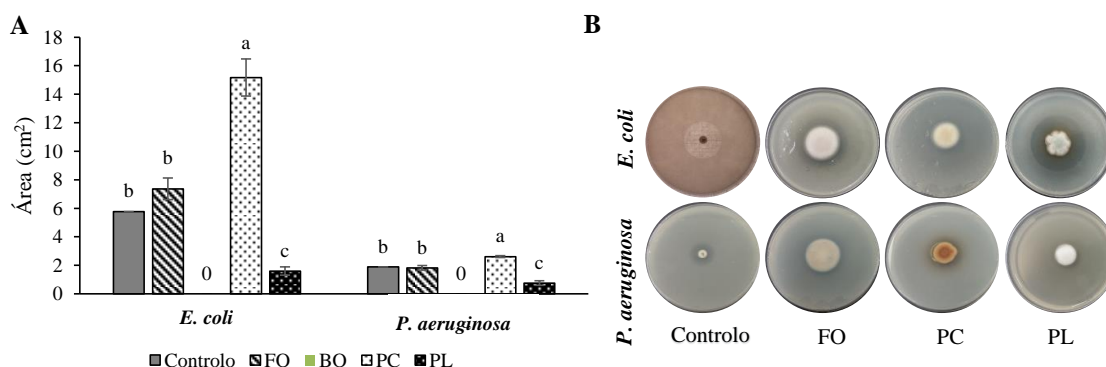 A
B
Área (cm²)
18
16
14
12
10
8
6
4
2
0
b
b
0
a
c
b
b
0
a
c
E. coli
P. aeruginosa
Controlo FO BO PC PL
E. coli
P. aeruginosa
Controlo FO PC PL